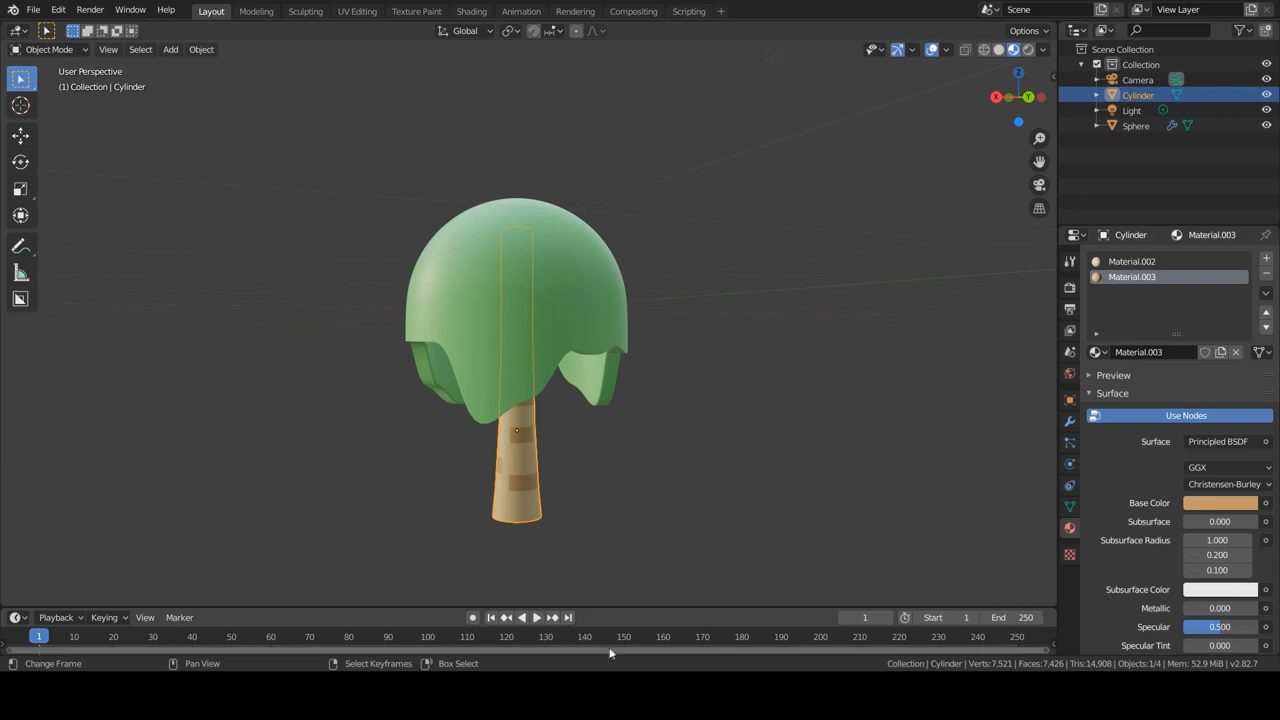 File Edit Render Window Help Layout Modeling Sculpting UV Editing Texture Paint Shading Animation Rendering Compositing Scripting + Scene View Layer
Global Options
Object Mode View Select Add Object
User Perspective
(1) Collection | Cylinder
Z
X Y
Scene Collection
Collection
Camera
Cylinder
Light
Sphere
Cylinder Material.003
Material.002
Material.003
Material.003
Preview
Surface
Use Nodes
Surface Principled BSDF
GGX
Christensen-Burley
Base Color
Subsurface 0.000
Subsurface Radius 1.000
0.200
0.100
Subsurface Color
Metallic 0.000
Specular 0.500
Specular Tint 0.000
Playback Keying View Marker 1 Start 1 End 250
1 10 20 30 40 50 60 70 80 90 100 110 120 130 140 150 160 170 180 190 200 210 220 230 240 250
Change Frame Pan View Select Keyframes Box Select Collection | Cylinder | Verts:7,521 | Faces:7,426 | Tris:14,908 | Objects:1/4 | Mem: 52.9 MiB | v2.82.7